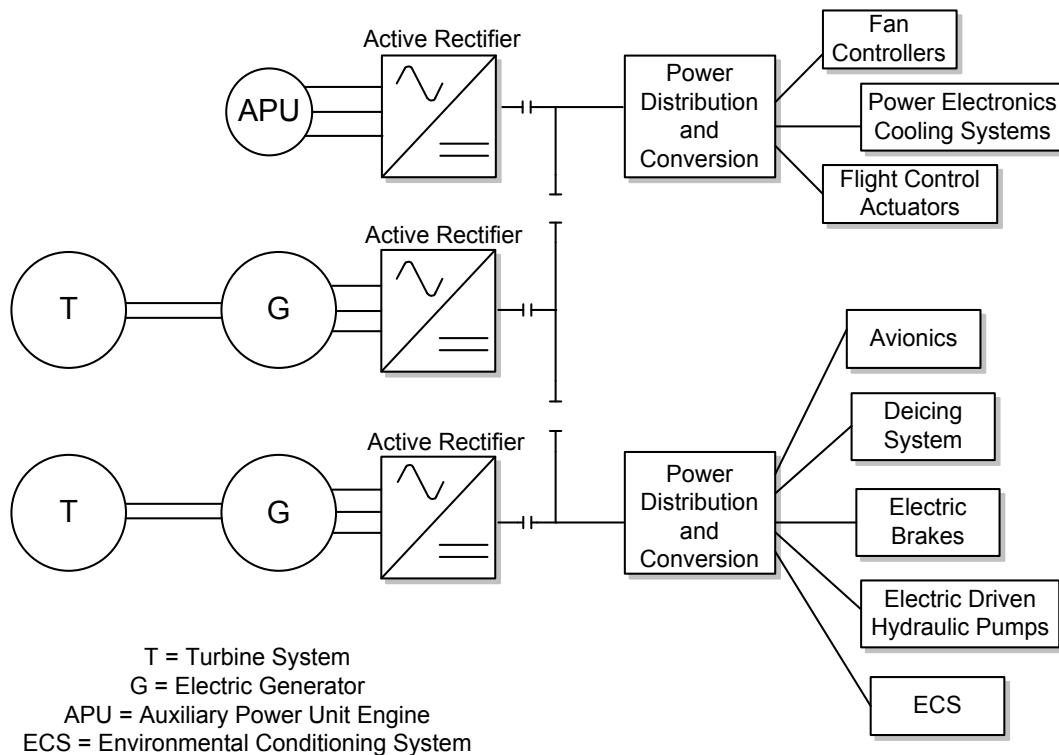 Active Rectifier
APU
Power
Distribution
and
Conversion
Fan
Controllers
Power Electronics
Cooling Systems
Flight Control
Actuators
Active Rectifier
T
G
Active Rectifier
T
G
Power
Distribution
and
Conversion
Avionics
Deicing
System
Electric
Brakes
Electric Driven
Hydraulic Pumps
ECS
T = Turbine System
G = Electric Generator
APU = Auxiliary Power Unit Engine
ECS = Environmental Conditioning System